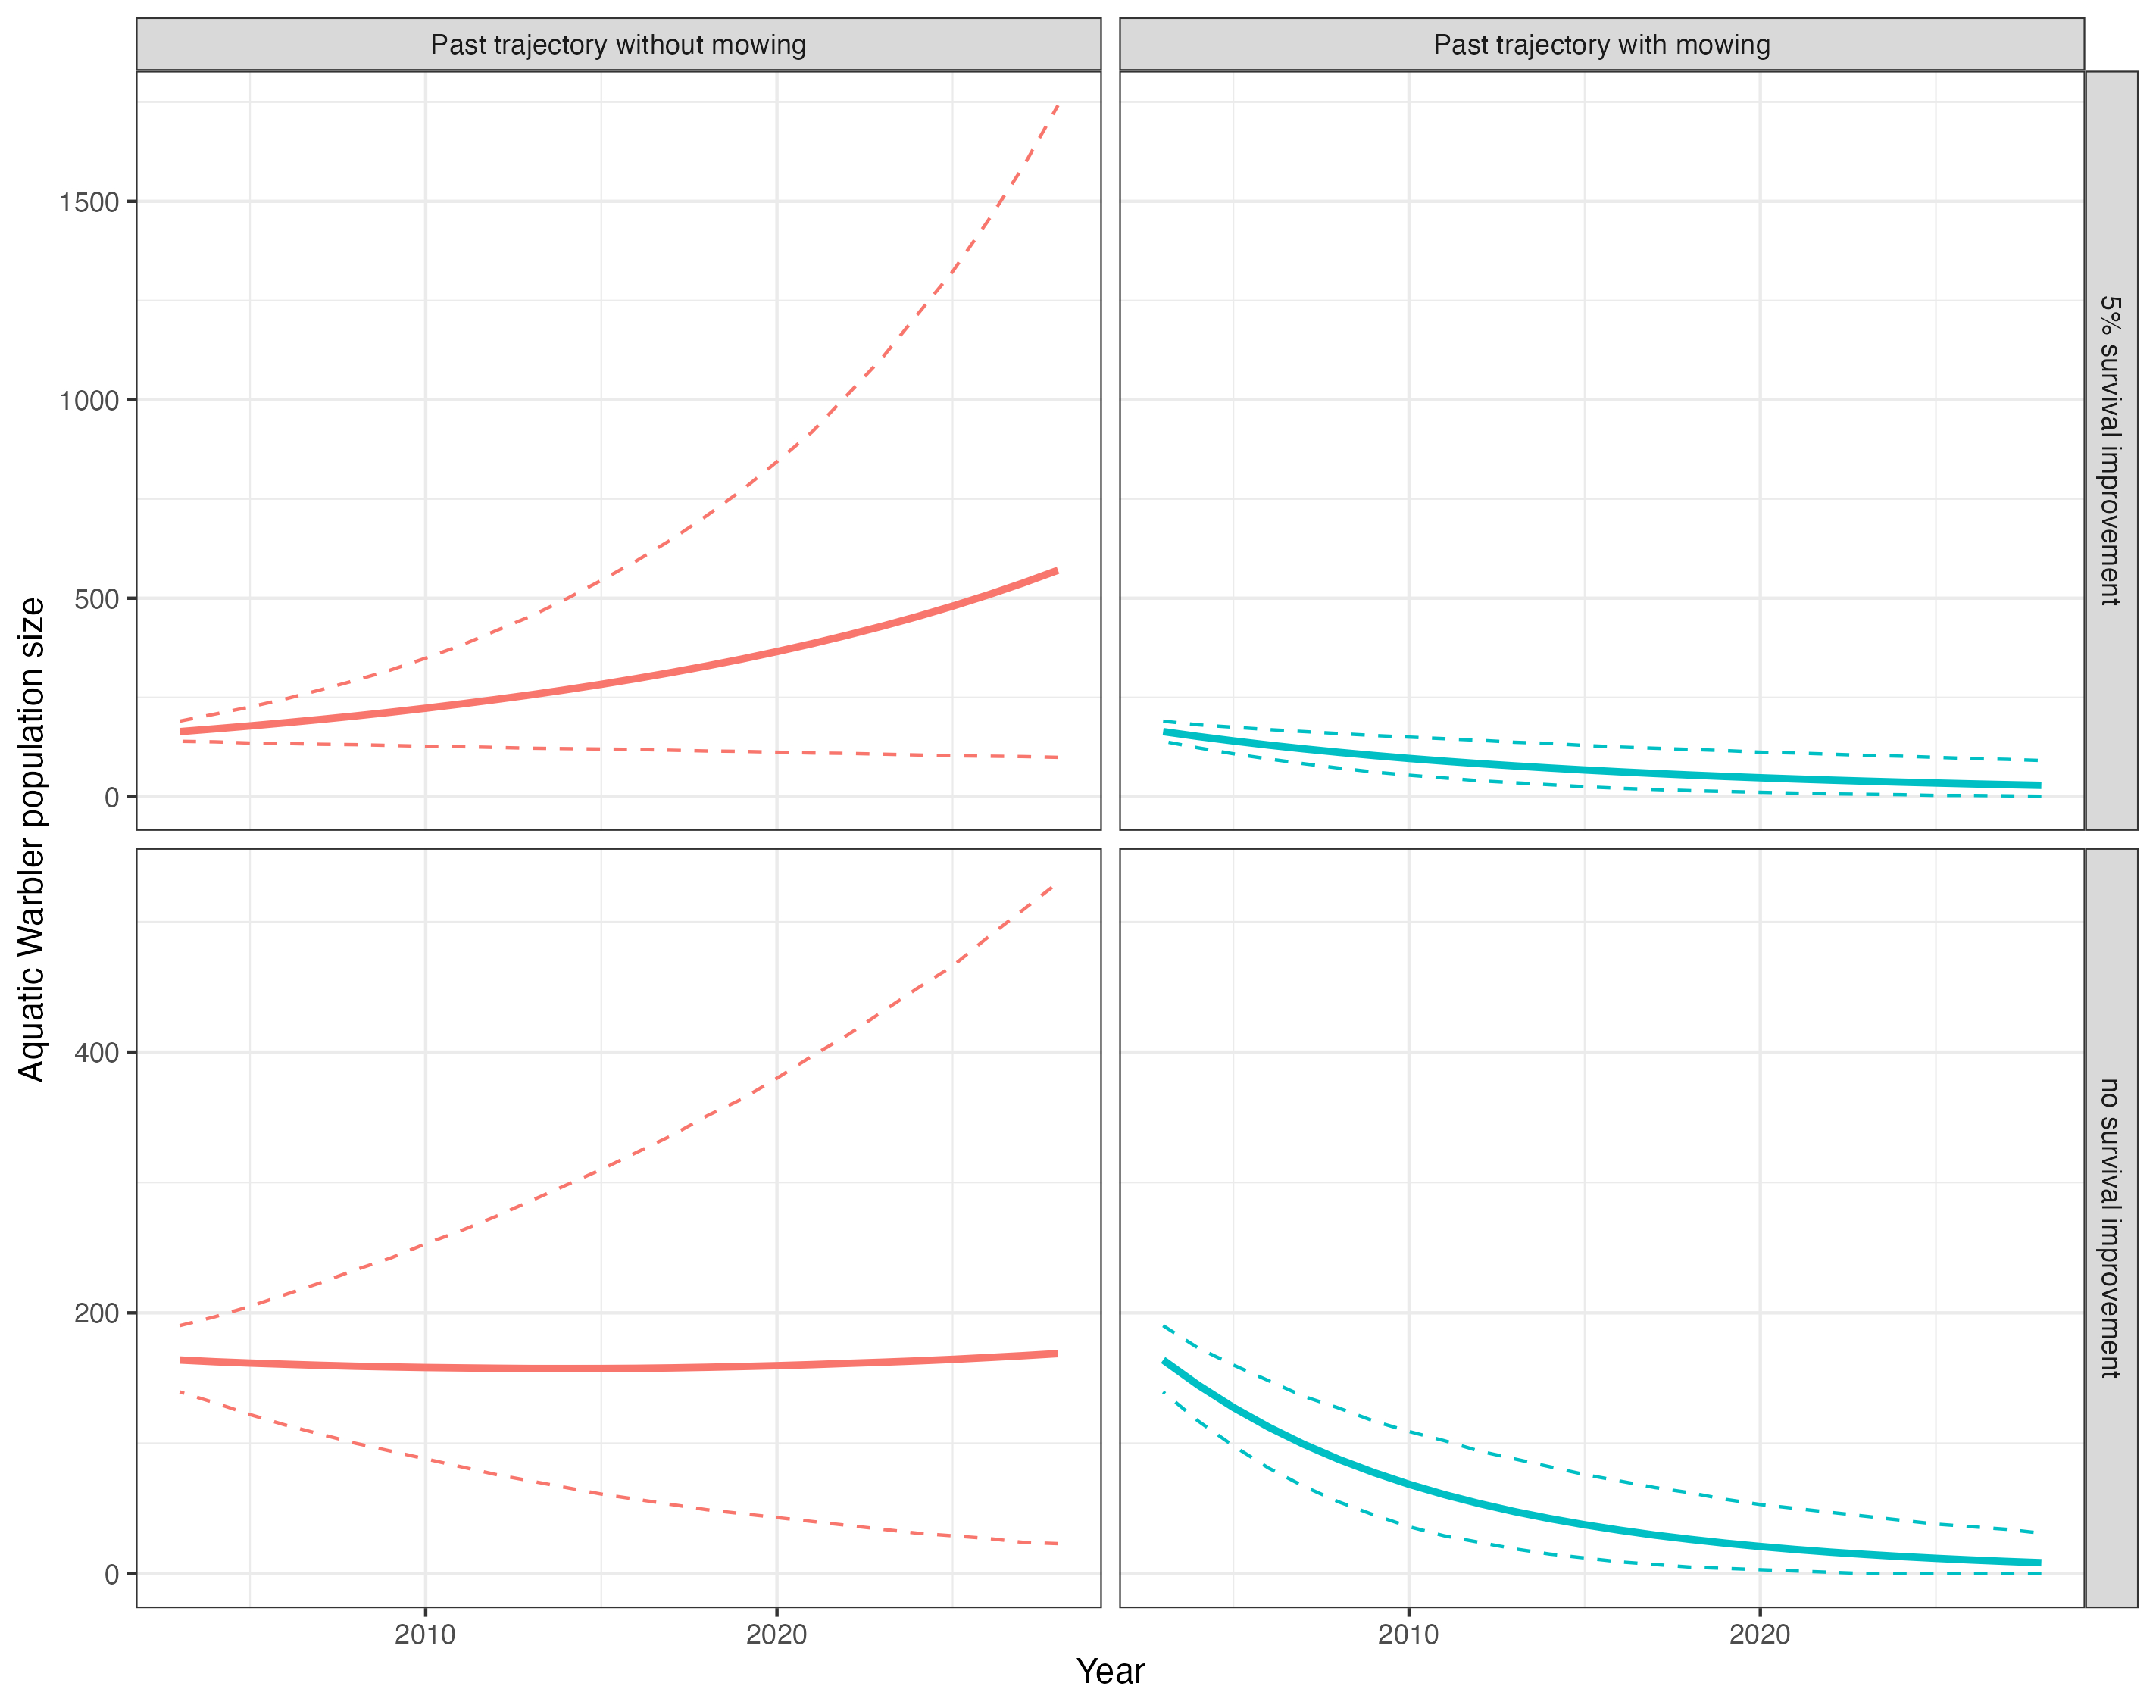 Past trajectory without mowing
Past trajectory with mowing
1500
1000
500
0
5% survival improvement
Aquatic Warbler population size
400
200
0
no survival improvement
2010
2020
2010
2020
Year